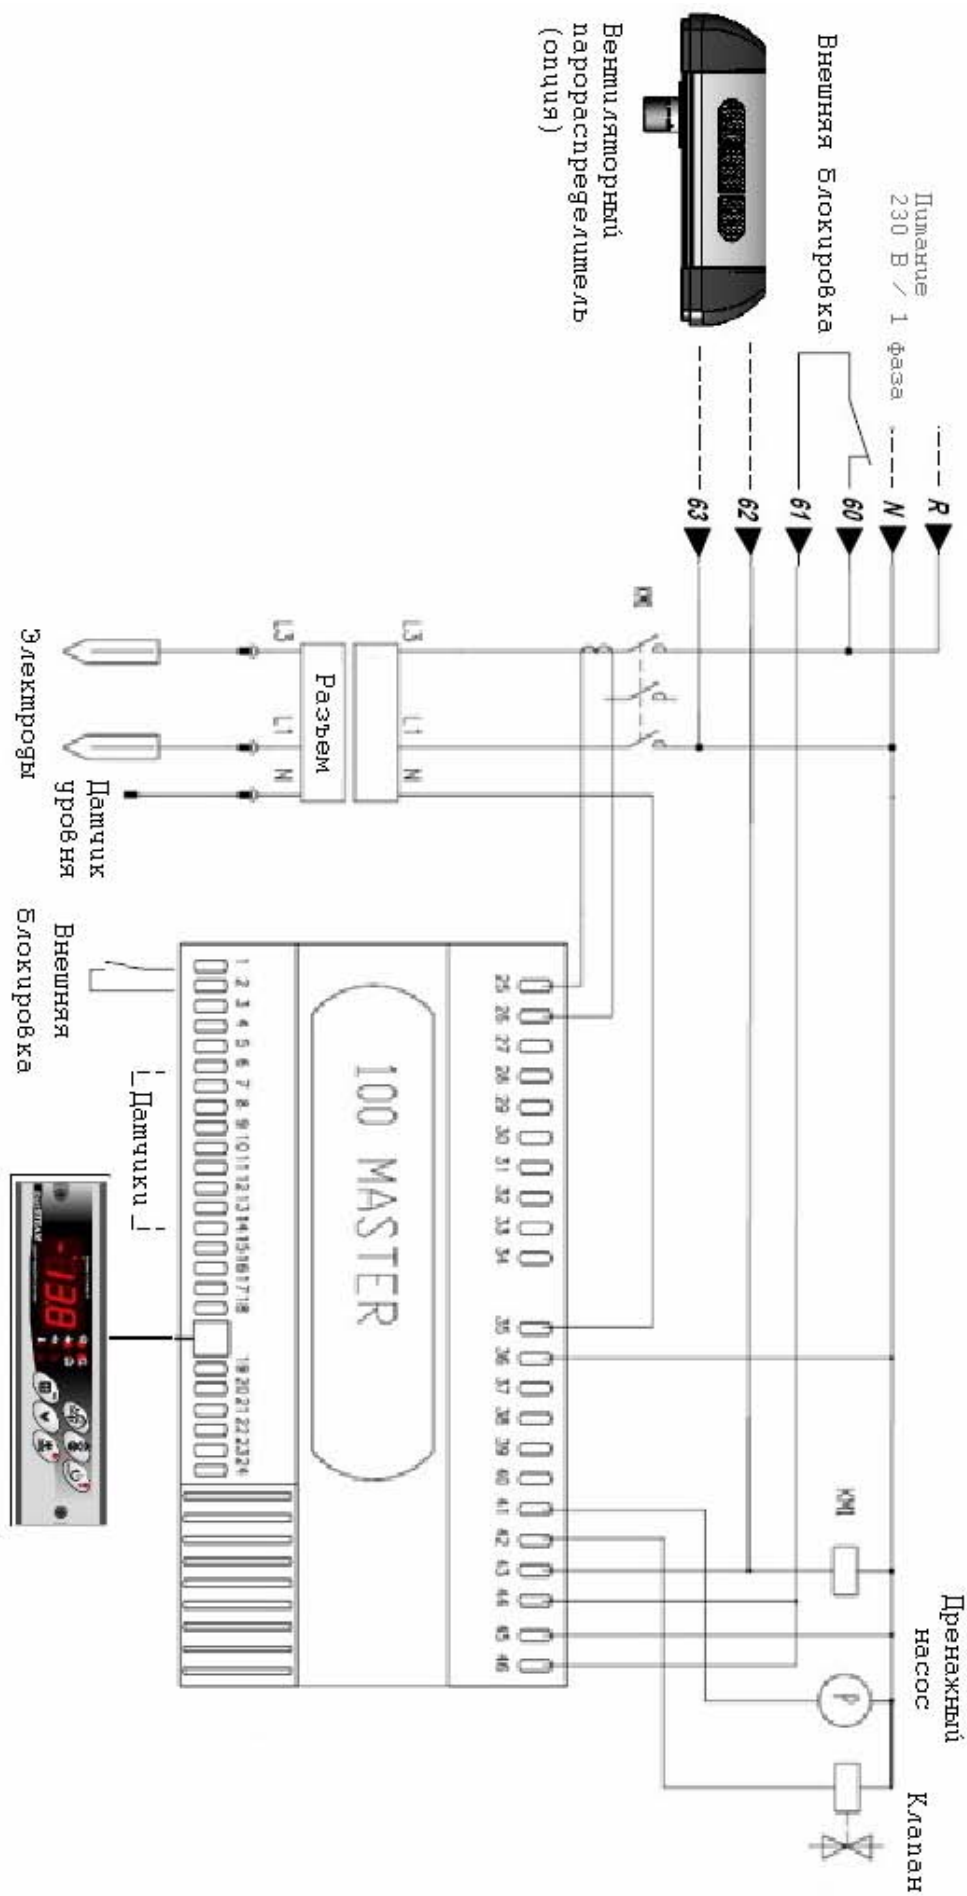 Питание
230 В / 1 фаза
Внешняя блокировка
Вентиляторный
парораспределитель
(опция)
R
N
60
61
62
63
KM1
L3
L1
N
Разъем
L3
L1
N
Электроды
Датчик
уровня
Внешняя
блокировка
Датчики
100 MASTER
25 26 27 28 29 30 31 32 33 34 35 36 37 38 39 40 41 42 43 44 45 46
1 2 3 4 5 6 7 8 9 10 11 12 13 14 15 16 17 18 19 20 21 22 23 24
KM1
P
Дренажный
насос
Клапан